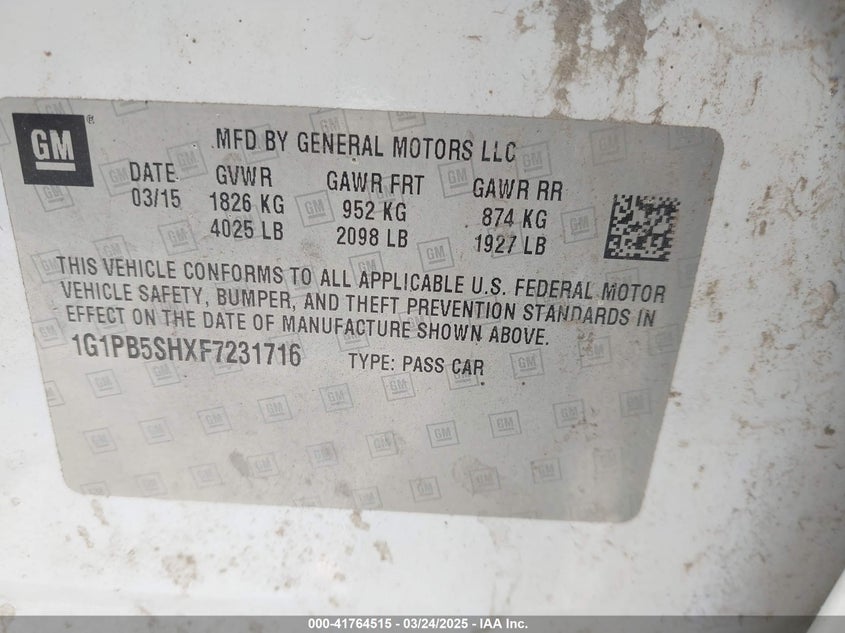 GM ®
MFD BY GENERAL MOTORS LLC
DATE GVWR GAWR FRT GAWR RR
03/15 1826 KG 952 KG 874 KG
4025 LB 2098 LB 1927 LB
THIS VEHICLE CONFORMS TO ALL APPLICABLE U.S. FEDERAL MOTOR
VEHICLE SAFETY, BUMPER, AND THEFT PREVENTION STANDARDS IN
EFFECT ON THE DATE OF MANUFACTURE SHOWN ABOVE.
1G1PB5SHXF7231716 TYPE: PASS CAR
000-41764515 - 03/24/2025 - IAA Inc.